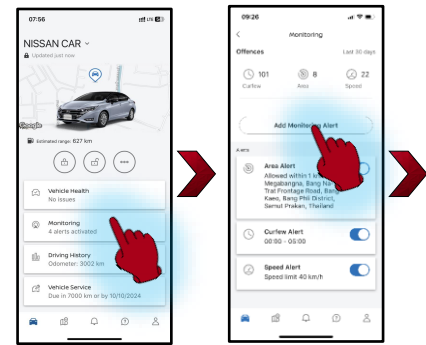 07:56
LTE
NISSAN CAR
Updated just now
Google
Estimated range: 627 km
Vehicle Health
No issues
Monitoring
4 alerts activated
Driving History
Odometer: 3002 km
Vehicle Service
Due in 7000 km or by 10/10/2024
09:26
Monitoring
Offences
Last 30 days
101
8
22
Curfew
Area
Speed
Add Monitoring Alert
Alerts
Area Alert
Allowed within 1 k
Megabangna, Bang Na-
Trat Frontage Road, Bang
Kaeo, Bang Phli District,
Samut Prakan, Thailand
Curfew Alert
00:00 - 05:00
Speed Alert
Speed limit 40 km/h